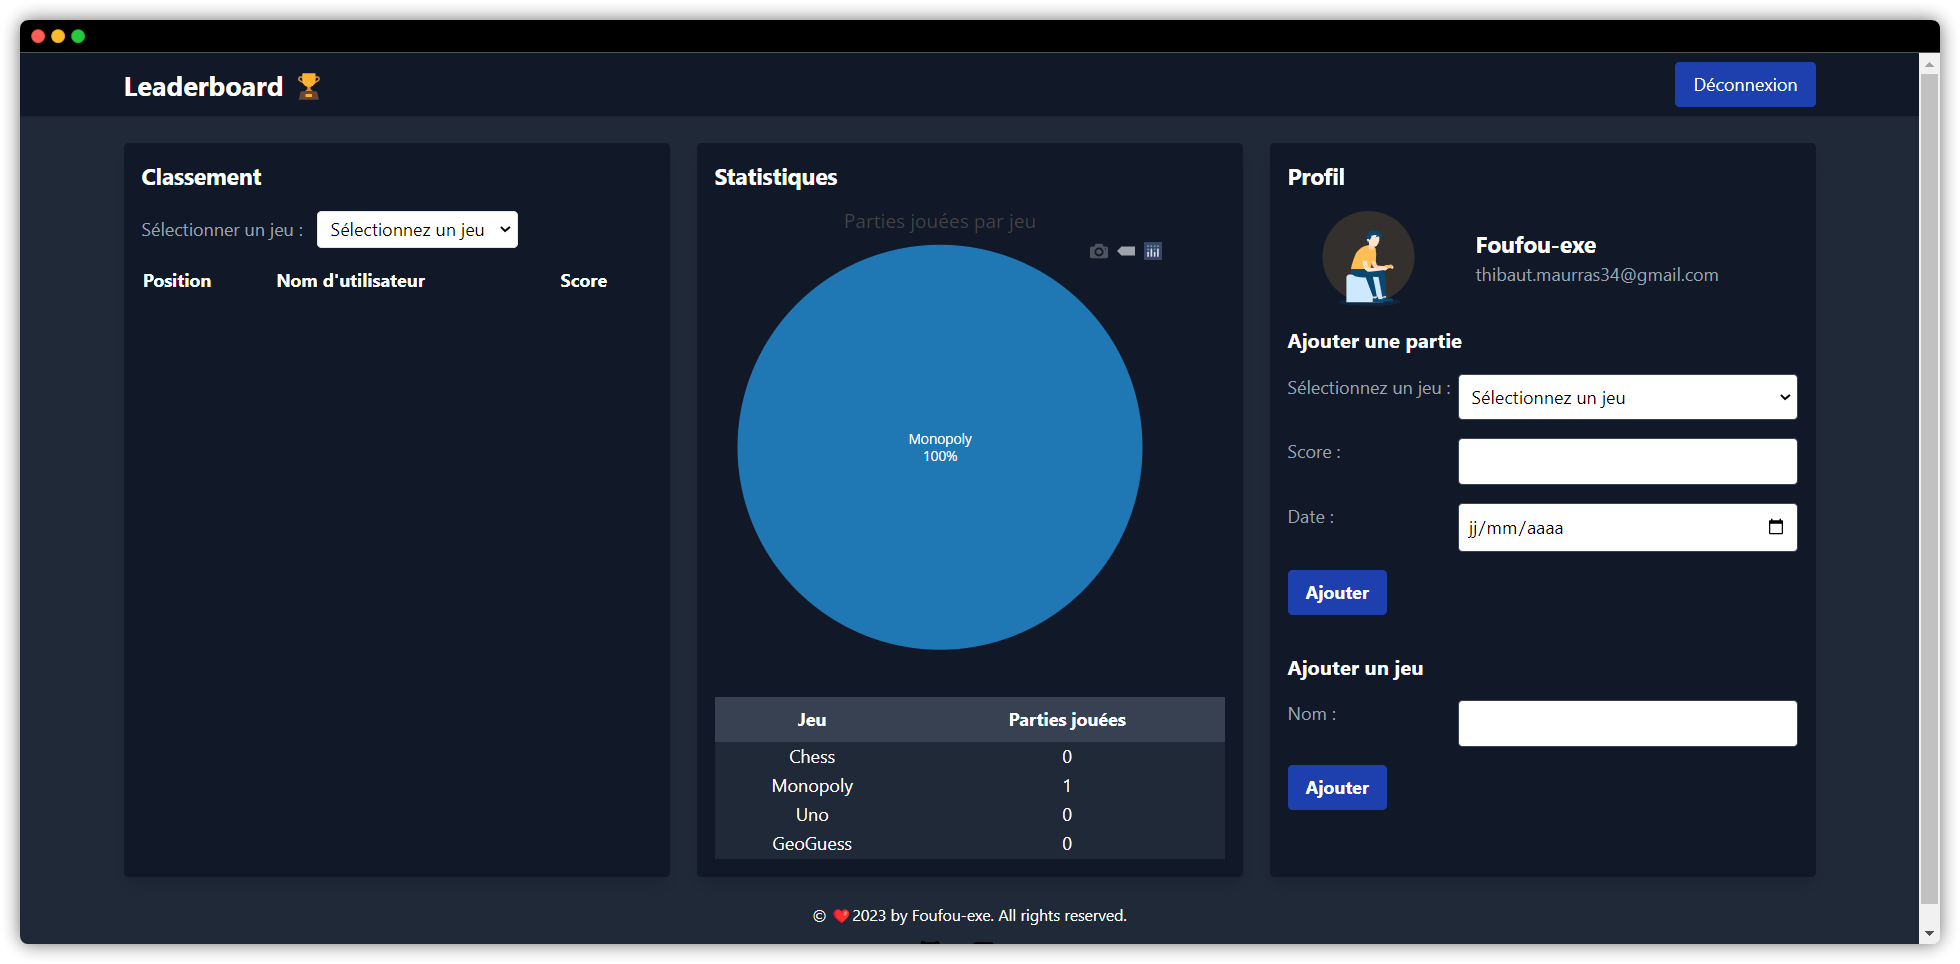 Leaderboard
Déconnexion
Classement
Sélectionner un jeu : Sélectionnez un jeu
Position Nom d'utilisateur Score
Statistiques
Parties jouées par jeu
Monopoly
100%
Jeu Parties jouées
Chess 0
Monopoly 1
Uno 0
GeoGuess 0
Profil
Foufou-exe
thibaut.maurras34@gmail.com
Ajouter une partie
Sélectionnez un jeu : Sélectionnez un jeu
Score :
Date : jj/mm/aaaa
Ajouter
Ajouter un jeu
Nom :
Ajouter
© ❤️2023 by Foufou-exe. All rights reserved.